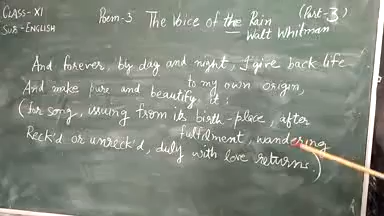 CLASS-XI
SUB-ENGLISH
Poem-3 The Voice of the Rain (Part-3)
Walt Whitman
And forever, by day and night, I give back life
to my own origin,
And make pure and beautify it;
(For song, issuing from its birth-place, after
fulfilment, wandering
Reck'd or unreck'd, duly with love returns.)